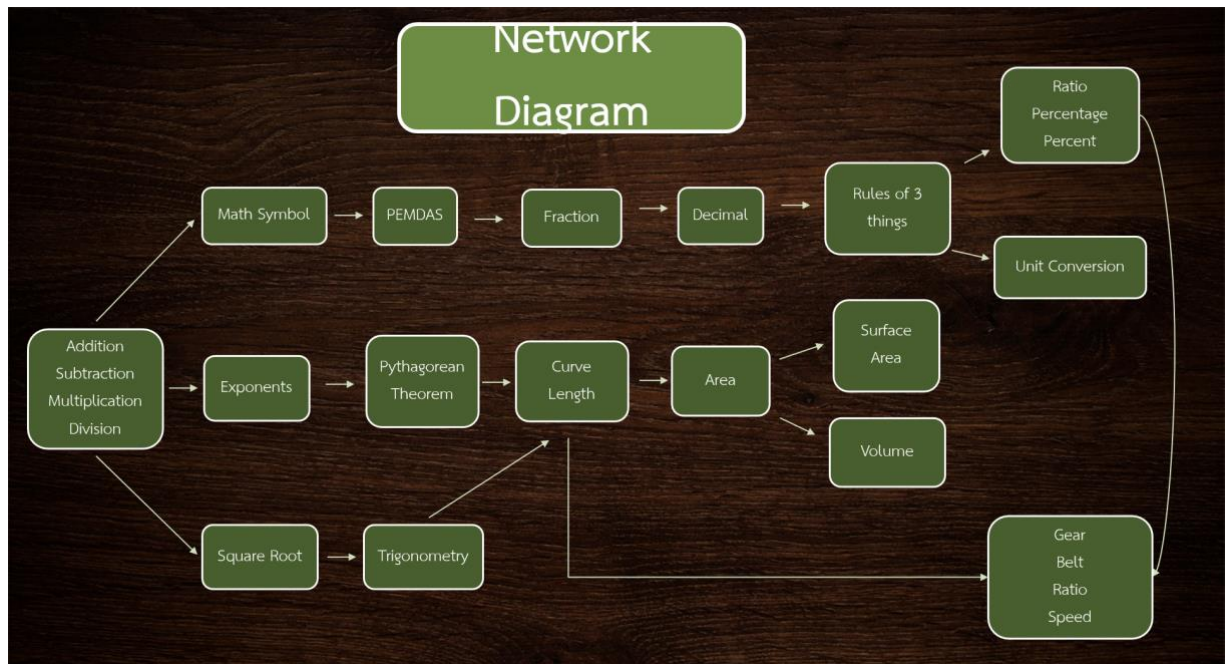 Network
Diagram
Ratio
Percentage
Percent
Math Symbol
PEMDAS
Fraction
Decimal
Rules of 3
things
Unit Conversion
Addition
Subtraction
Multiplication
Division
Exponents
Pythagorean
Theorem
Curve
Length
Area
Surface
Area
Volume
Square Root
Trigonometry
Gear
Belt
Ratio
Speed